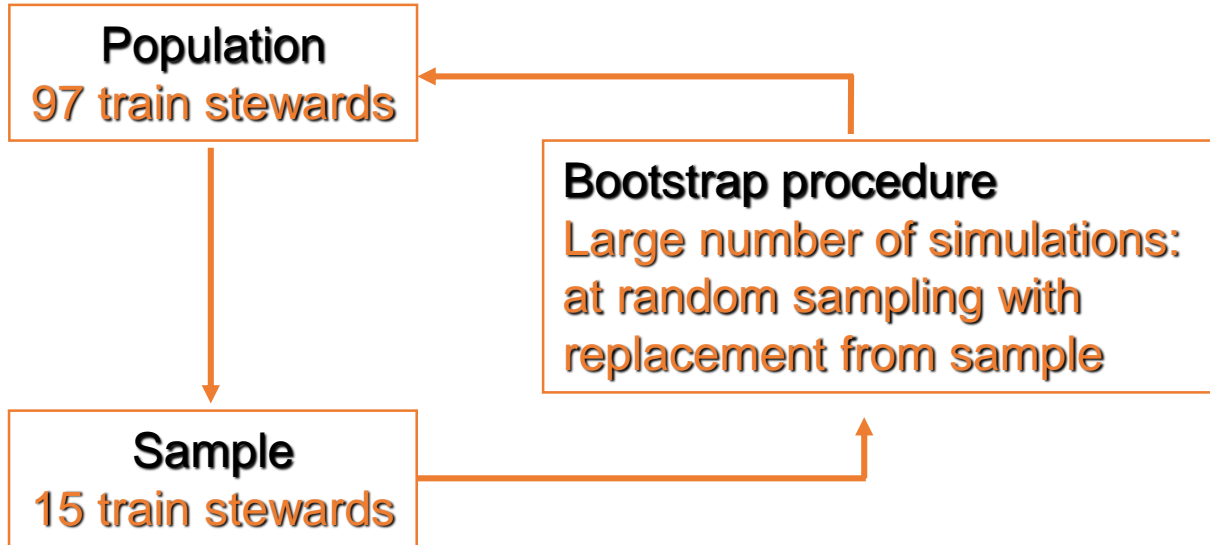 Population
97 train stewards
Bootstrap procedure
Large number of simulations:
at random sampling with
replacement from sample
Sample
15 train stewards